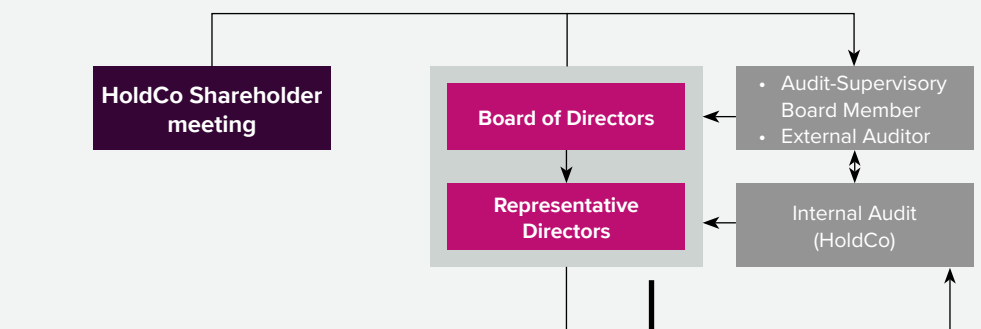 HoldCo Shareholder
meeting
Board of Directors
Representative
Directors
• Audit-Supervisory
Board Member
• External Auditor
Internal Audit
(HoldCo)